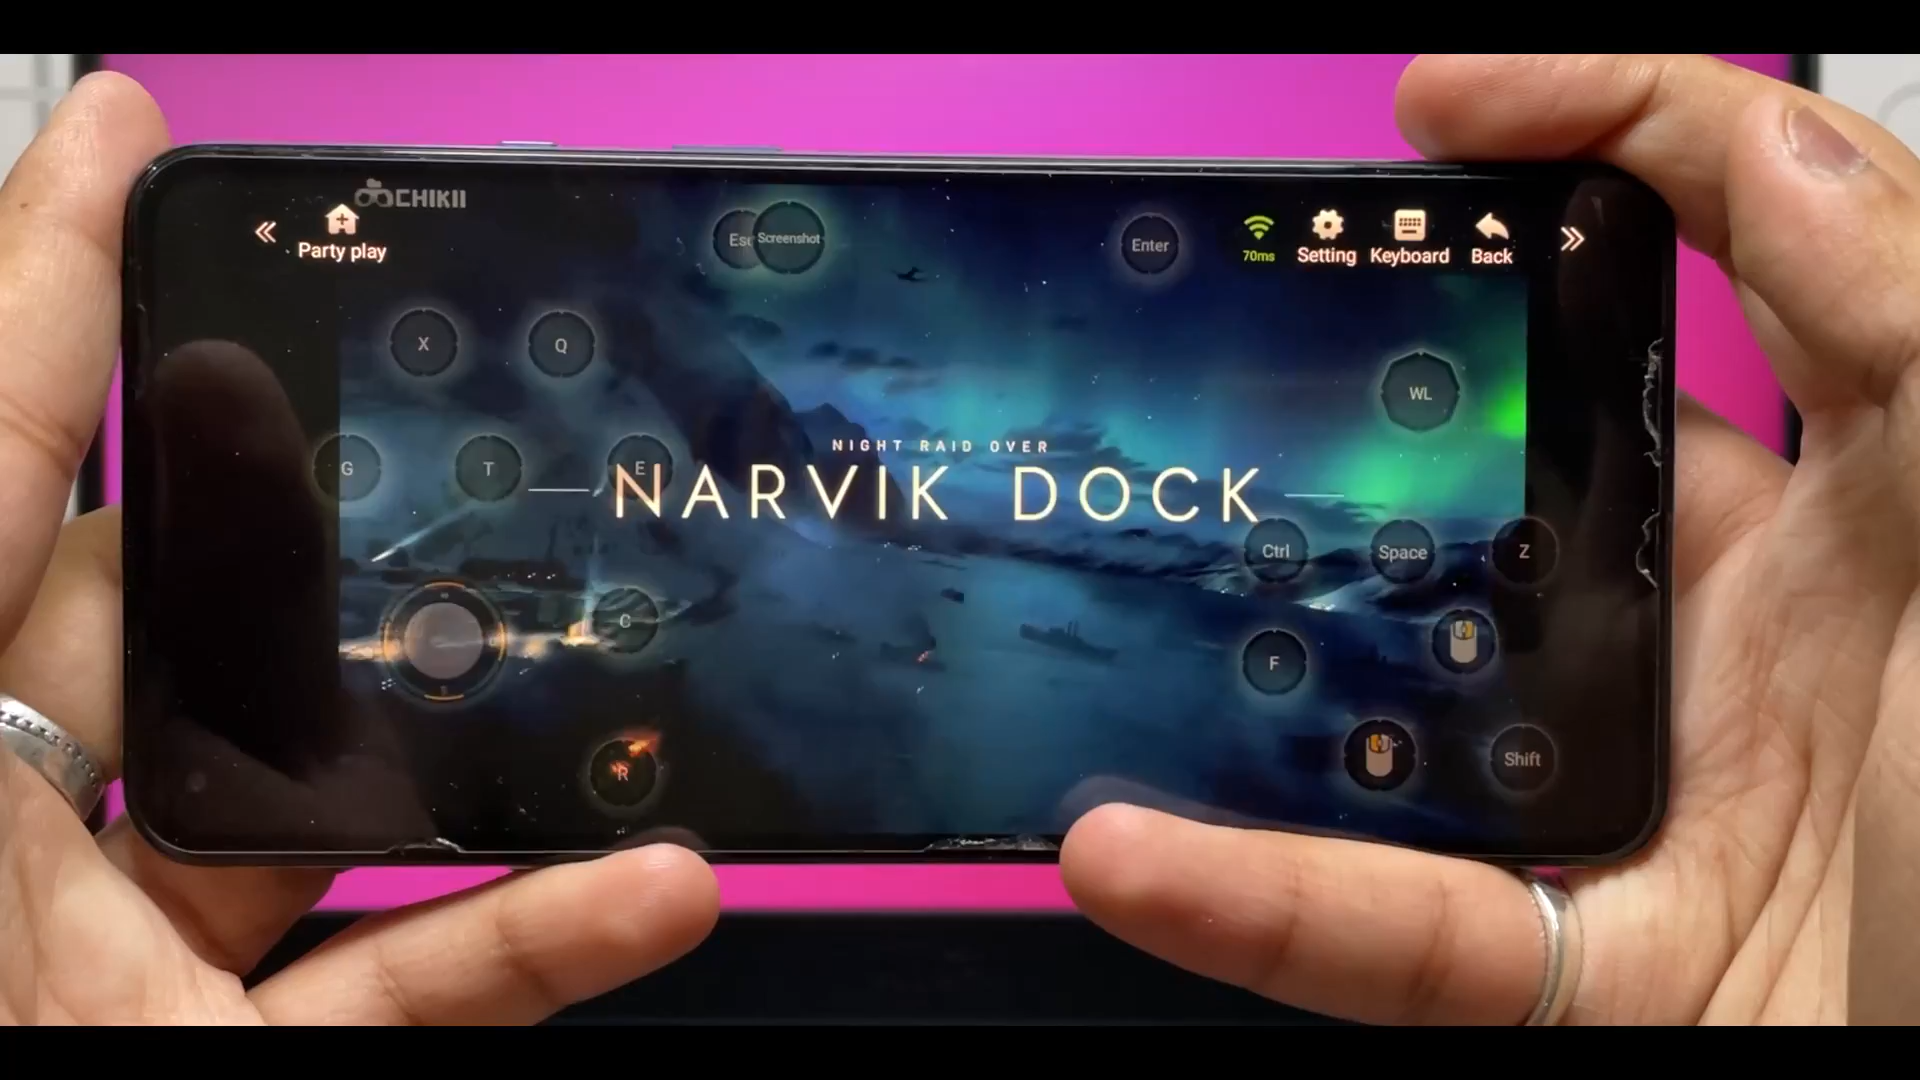 CHIKII
Party play
Esc
Screenshot
Enter
70ms
Setting
Keyboard
Back
X
Q
WL
NIGHT RAID OVER
NARVIK DOCK
G
T
E
Ctrl
Space
Z
C
F
R
Shift